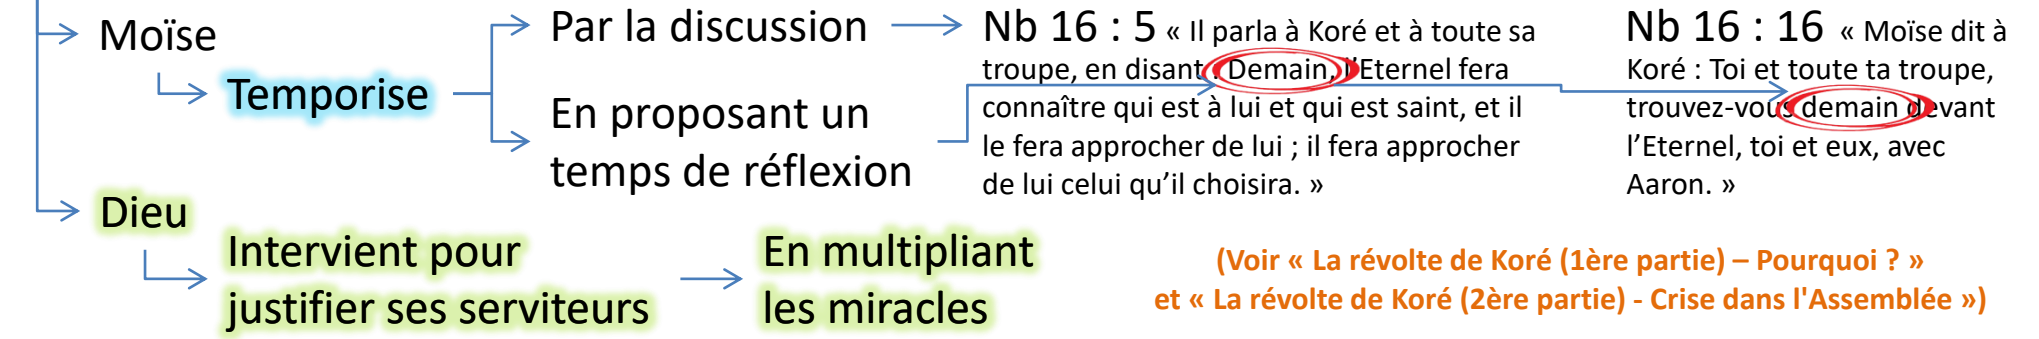 Moïse
Temporise
Par la discussion
En proposant un
temps de réflexion
Nb 16 : 5 « Il parla à Koré et à toute sa
troupe, en disant : Demain, l'Eternel fera
connaître qui est à lui et qui est saint, et il
le fera approcher de lui ; il fera approcher
de lui celui qu'il choisira. »
Nb 16 : 16 « Moïse dit à
Koré : Toi et toute ta troupe,
trouvez-vous demain devant
l'Eternel, toi et eux, avec
Aaron. »
Dieu
Intervient pour
justifier ses serviteurs
En multipliant
les miracles
(Voir « La révolte de Koré (1ère partie) – Pourquoi ? »
et « La révolte de Koré (2ère partie) - Crise dans l'Assemblée »)